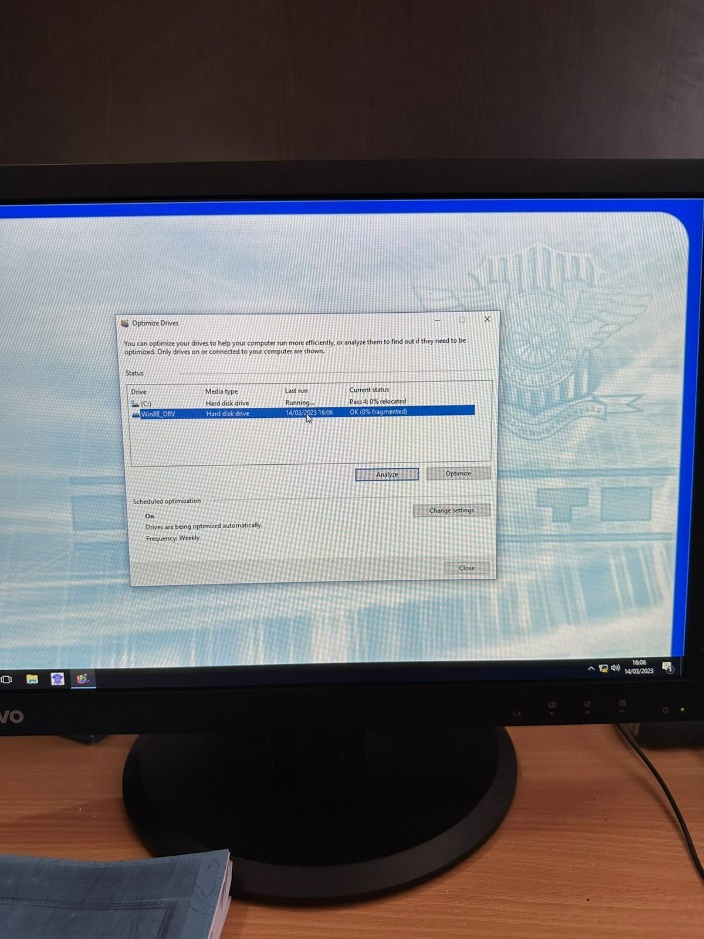 Optimize Drives
You can optimize your drives to help your computer run more efficiently, or analyze them to find out if they need to be
optimized. Only drives on or connected to your computer are shown.
Status
Drive Media type Last run Current status
(C:) Hard disk drive Running... Pass 4: 0% relocated
WinRE_DRV Hard disk drive 14/03/2023 16:06 OK (0% fragmented)
Analyze Optimize
Scheduled optimization
On
Drives are being optimized automatically.
Frequency: Weekly
Change settings
Close
16:06
14/03/2023
VO